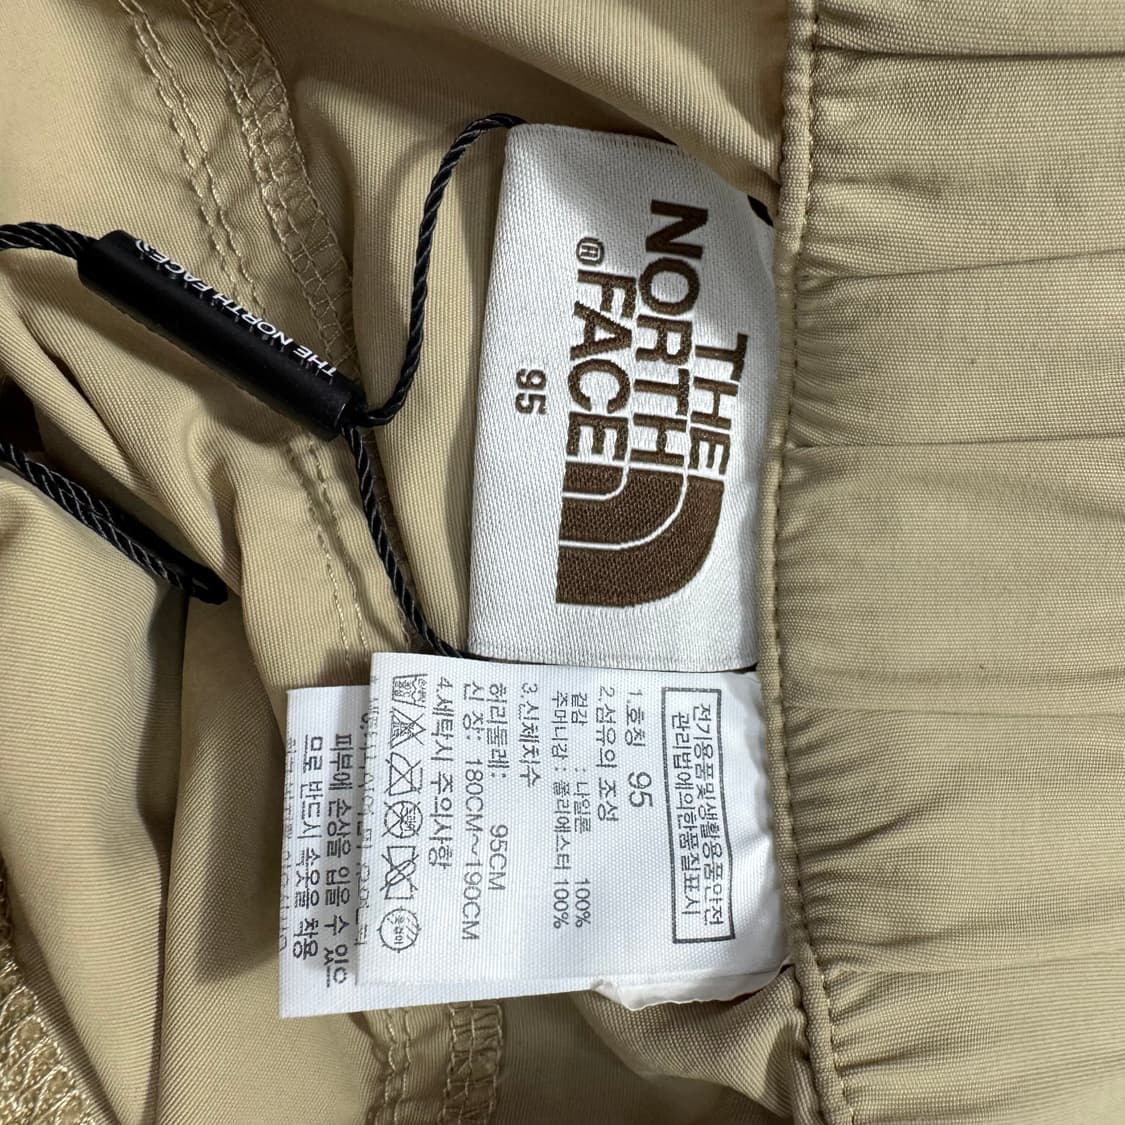 THE
NORTH
FACE
®
95
THE NORTH FACE
전기용품및생활용품안전
관리법에의한품질표시
1.호칭 95
2.섬유의 조성
겉감 : 나일론 100%
주머니감 : 폴리에스터 100%
3.신체치수
허리둘레: 95CM
신 장: 180CM~190CM
4.세탁시 주의사항
옷걸이
피부에 손상을 입을 수 있으
므로 반드시 속옷을 착용